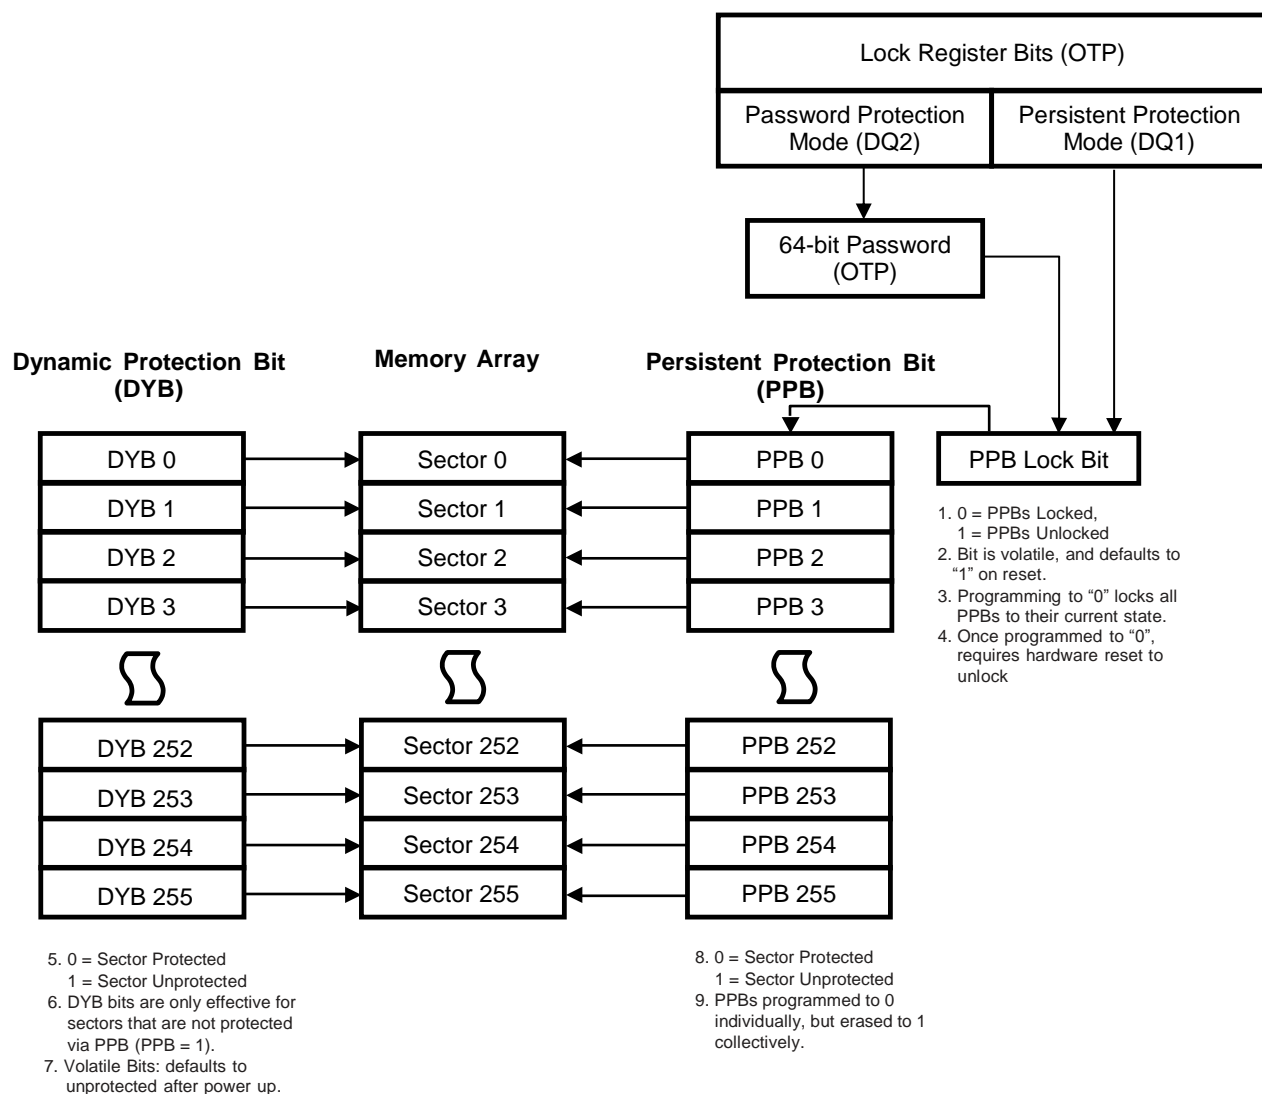 Lock Register Bits (OTP)
Password Protection
Mode (DQ2)
Persistent Protection
Mode (DQ1)
64-bit Password
(OTP)
Dynamic Protection Bit
(DYB)
Memory Array
Persistent Protection Bit
(PPB)
DYB 0
Sector 0
PPB 0
PPB Lock Bit
DYB 1
Sector 1
PPB 1
DYB 2
Sector 2
PPB 2
DYB 3
Sector 3
PPB 3
1. 0 = PPBs Locked,
1 = PPBs Unlocked
2. Bit is volatile, and defaults to
“1” on reset.
3. Programming to “0” locks all
PPBs to their current state.
4. Once programmed to “0”,
requires hardware reset to
unlock
DYB 252
Sector 252
PPB 252
DYB 253
Sector 253
PPB 253
DYB 254
Sector 254
PPB 254
DYB 255
Sector 255
PPB 255
5. 0 = Sector Protected
1 = Sector Unprotected
6. DYB bits are only effective for
sectors that are not protected
via PPB (PPB = 1).
7. Volatile Bits: defaults to
unprotected after power up.
8. 0 = Sector Protected
1 = Sector Unprotected
9. PPBs programmed to 0
individually, but erased to 1
collectively.